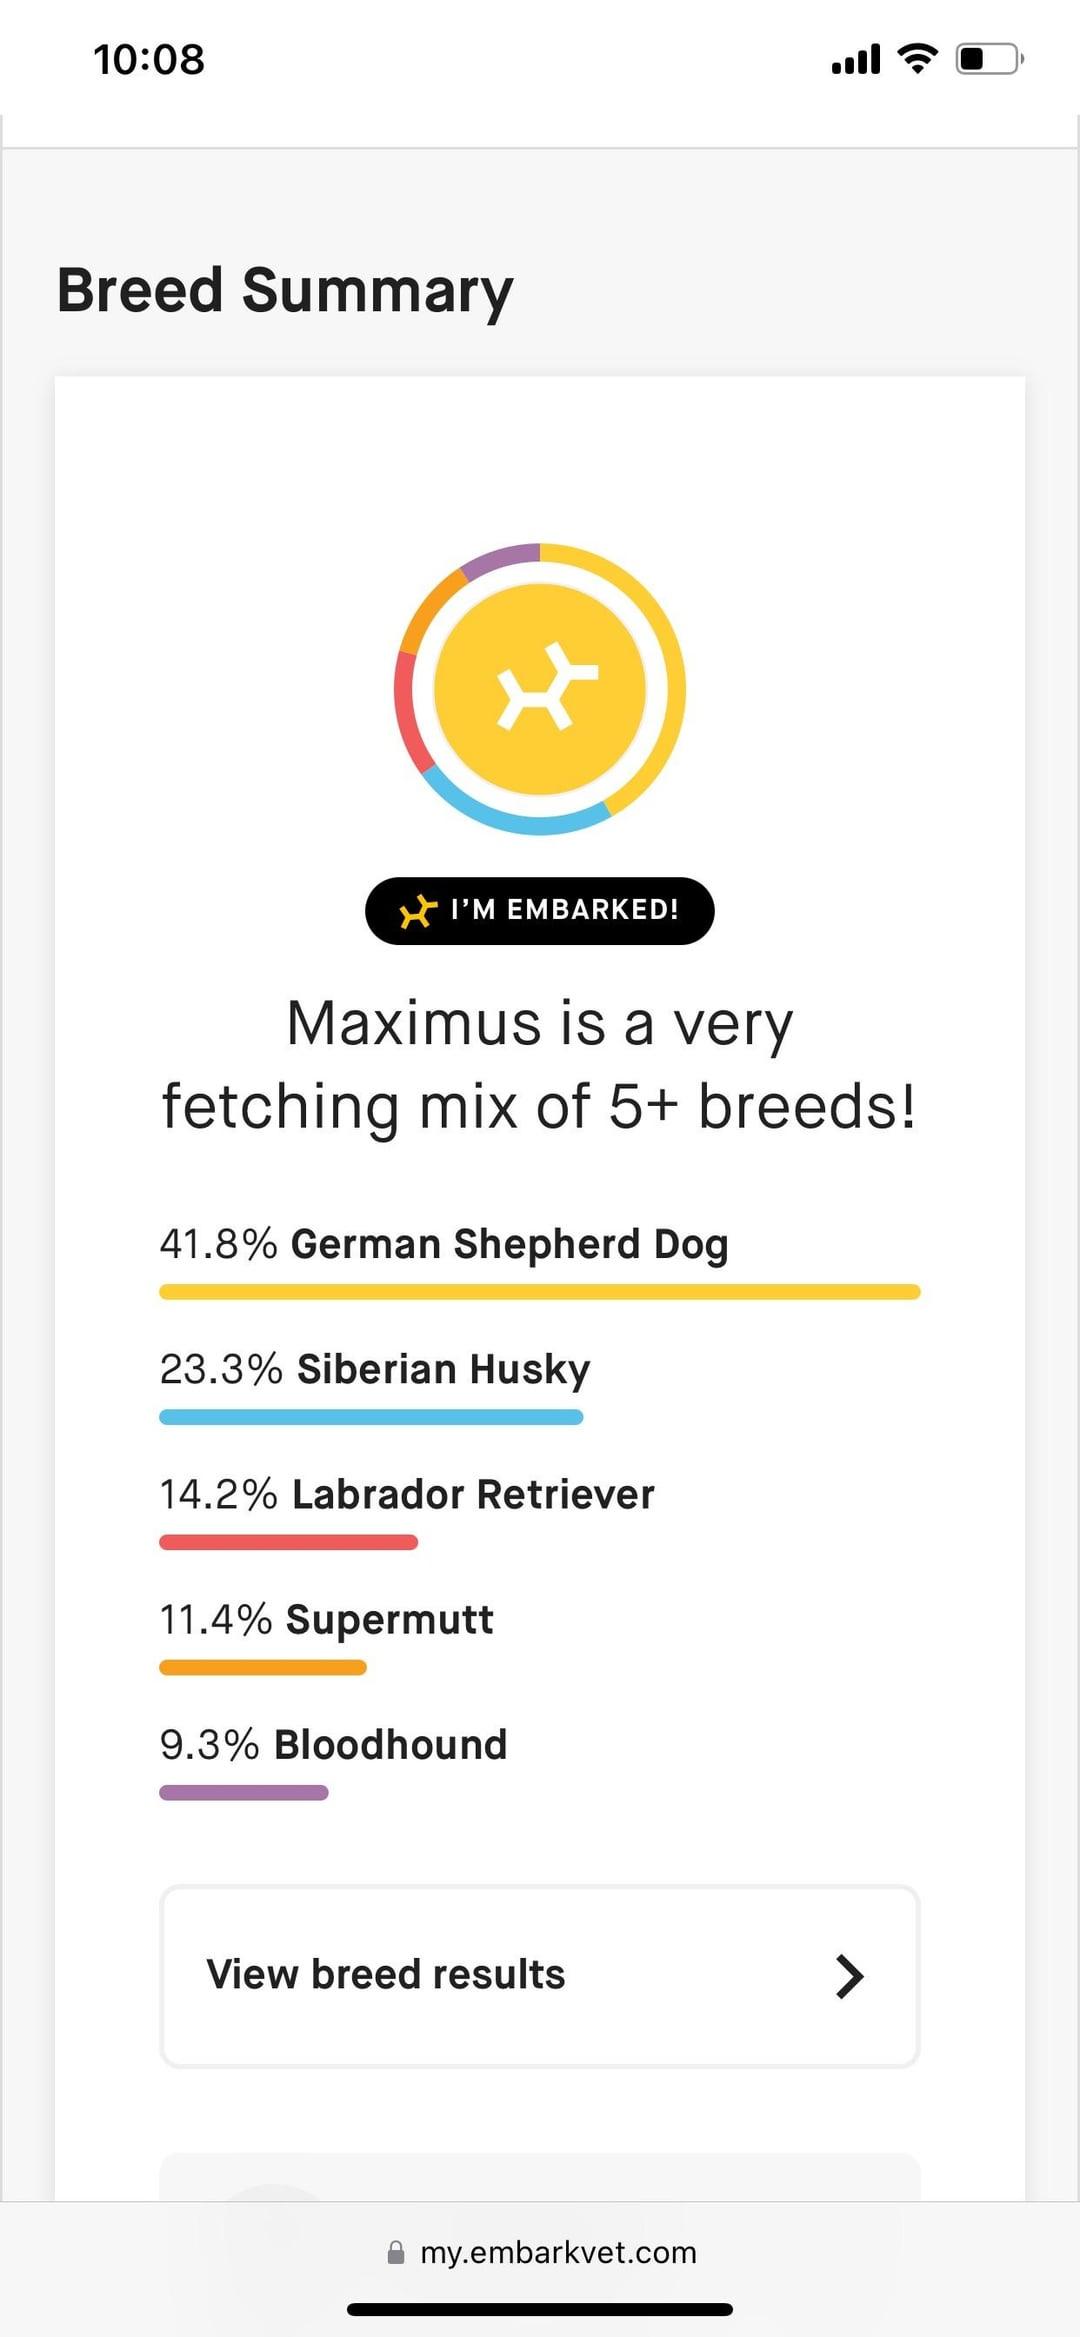 10:08
Breed Summary
I'M EMBARKED!
Maximus is a very
fetching mix of 5+ breeds!
41.8% German Shepherd Dog
23.3% Siberian Husky
14.2% Labrador Retriever
11.4% Supermutt
9.3% Bloodhound
View breed results
my.embarkvet.com